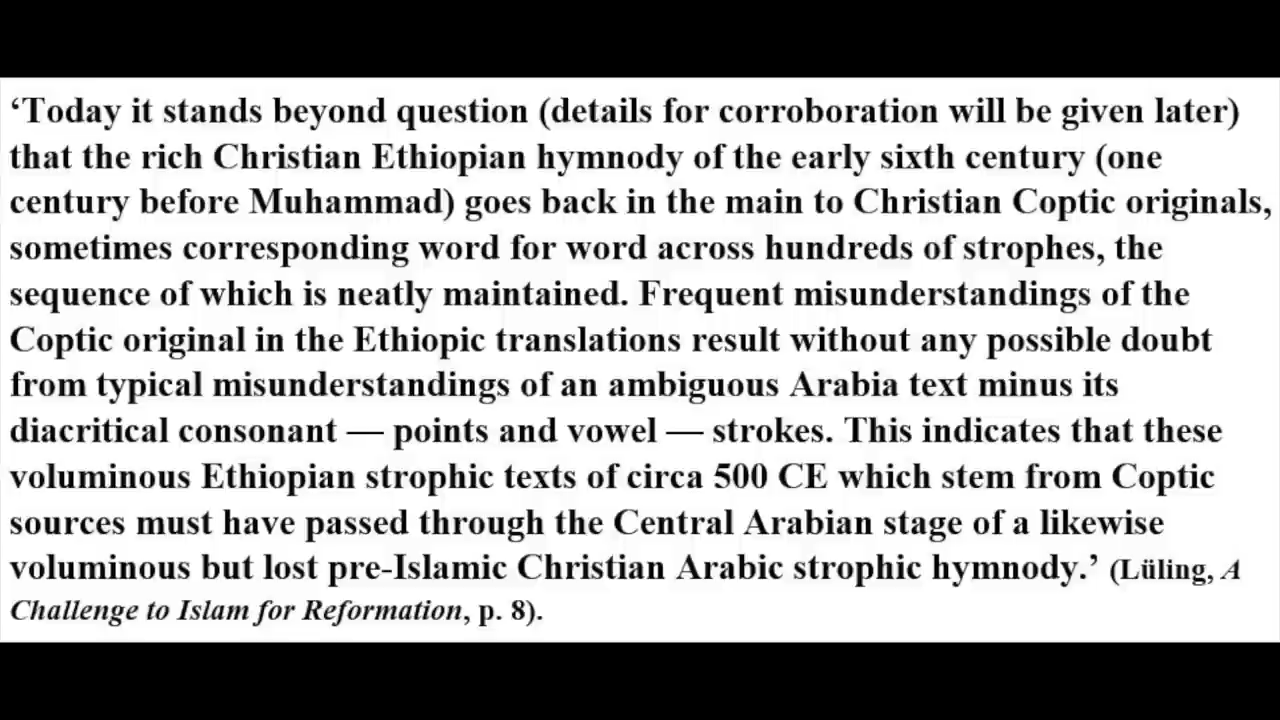 ‘Today it stands beyond question (details for corroboration will be given later)
that the rich Christian Ethiopian hymnody of the early sixth century (one
century before Muhammad) goes back in the main to Christian Coptic originals,
sometimes corresponding word for word across hundreds of strophes, the
sequence of which is neatly maintained. Frequent misunderstandings of the
Coptic original in the Ethiopic translations result without any possible doubt
from typical misunderstandings of an ambiguous Arabia text minus its
diacritical consonant — points and vowel — strokes. This indicates that these
voluminous Ethiopian strophic texts of circa 500 CE which stem from Coptic
sources must have passed through the Central Arabian stage of a likewise
voluminous but lost pre-Islamic Christian Arabic strophic hymnody.’ (Lüling, A
Challenge to Islam for Reformation, p. 8).